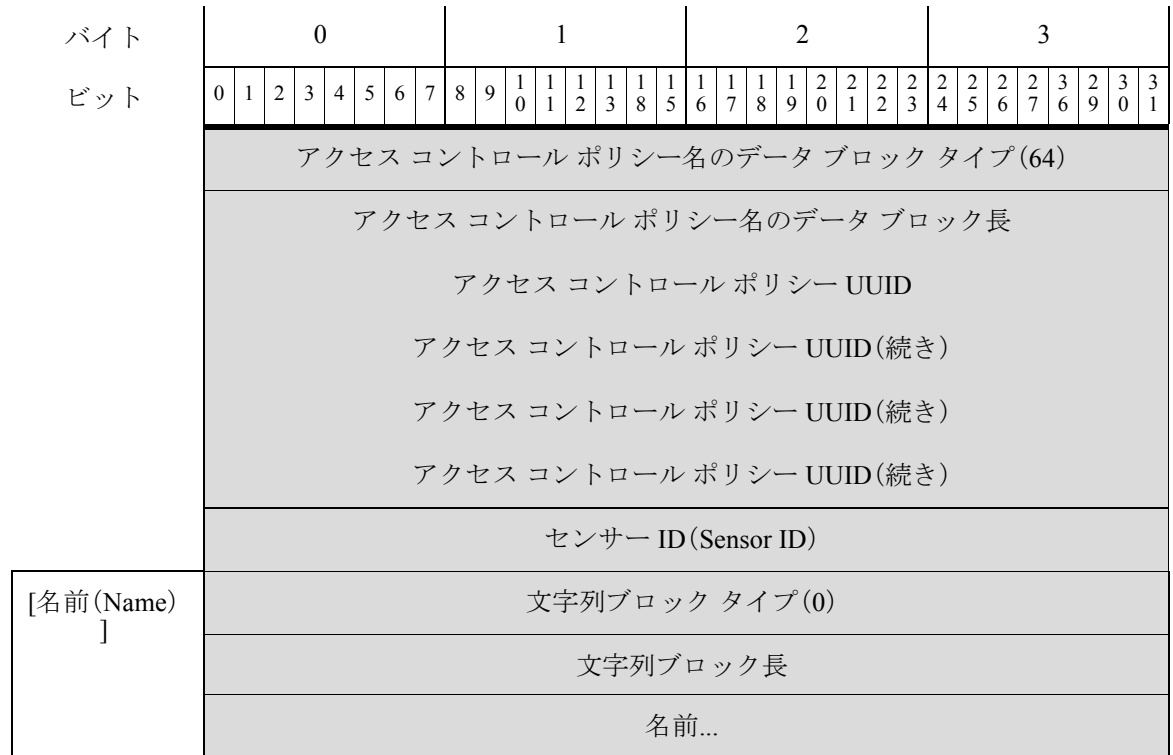 バイト 0 1 2 3
ビット 0 1 2 3 4 5 6 7 8 9 10 11 12 13 18 15 16 17 18 19 20 21 22 23 24 25 26 27 36 29 30 31
アクセス コントロール ポリシー名のデータ ブロック タイプ(64)
アクセス コントロール ポリシー名のデータ ブロック長
アクセス コントロール ポリシー UUID
アクセス コントロール ポリシー UUID(続き)
アクセス コントロール ポリシー UUID(続き)
アクセス コントロール ポリシー UUID(続き)
センサー ID(Sensor ID)
[名前(Name)
]
文字列ブロック タイプ(0)
文字列ブロック長
名前...